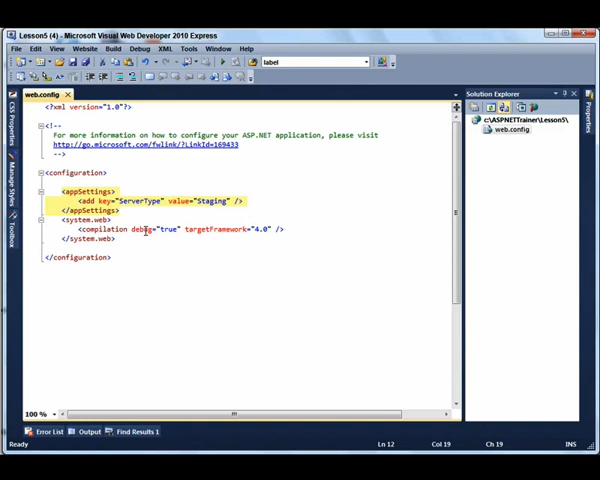 Lesson5 (4) - Microsoft Visual Web Developer 2010 Express
File Edit View Website Build Debug XML Tools Window Help
label
web.config
Solution Explorer
c:\ASPNETTrainer\Lesson5\
web.config
CSS Properties
Manage Styles
Toolbox
Properties
<?xml version="1.0"?>
<!--
For more information on how to configure your ASP.NET application, please visit
http://go.microsoft.com/fwlink/?LinkId=169433
-->
<configuration>
<appSettings>
<add key="ServerType" value="Staging" />
</appSettings>
<system.web>
<compilation debug="true" targetFramework="4.0" />
</system.web>
</configuration>
100 %
Error List Output Find Results 1
Ready Ln 12 Col 19 Ch 19 INS